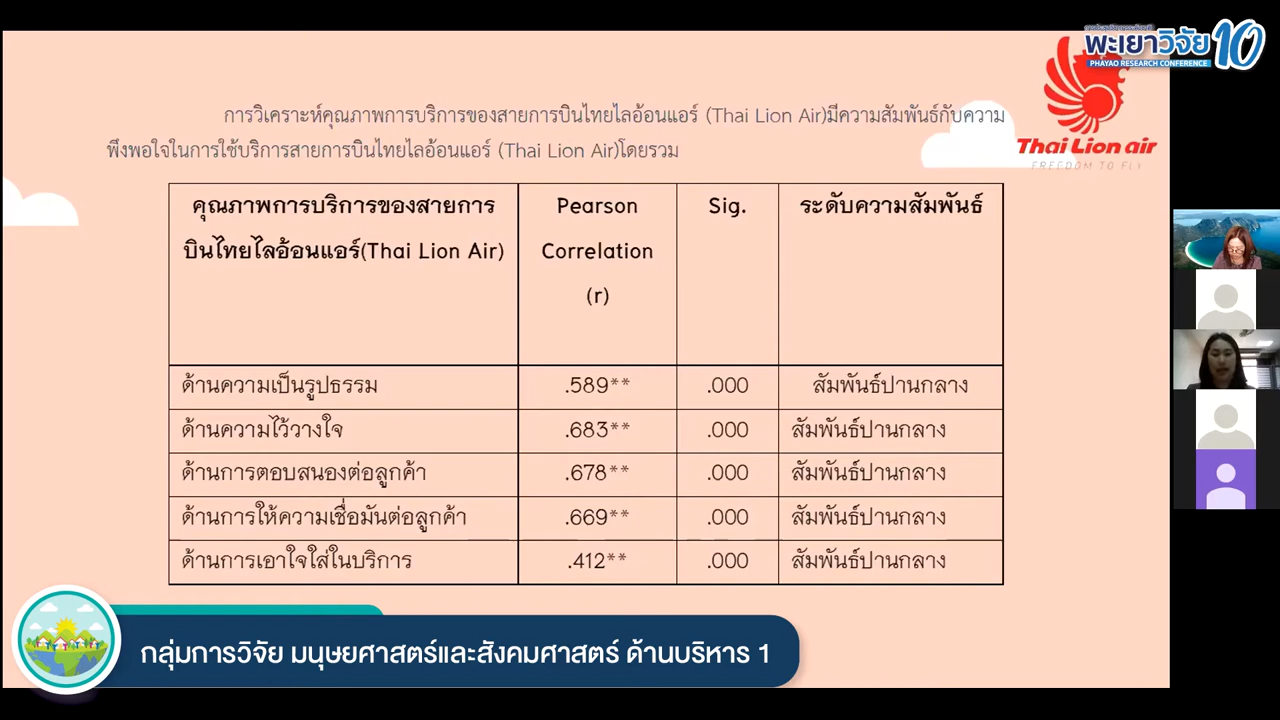 พะเยาวิจัย 10
PHAYAO RESEARCH CONFERENCE
Thai Lion air
FREEDOM TO FLY
การวิเคราะห์คุณภาพการบริการของสายการบินไทยไลอ้อนแอร์ (Thai Lion Air)มีความสัมพันธ์กับความ
พึงพอใจในการใช้บริการสายการบินไทยไลอ้อนแอร์ (Thai Lion Air)โดยรวม
คุณภาพการบริการของสายการ Pearson Sig. ระดับความสัมพันธ์
บินไทยไลอ้อนแอร์(Thai Lion Air) Correlation
(r)
ด้านความเป็นรูปธรรม .589** .000 สัมพันธ์ปานกลาง
ด้านความไว้วางใจ .683** .000 สัมพันธ์ปานกลาง
ด้านการตอบสนองต่อลูกค้า .678** .000 สัมพันธ์ปานกลาง
ด้านการให้ความเชื่อมันต่อลูกค้า .669** .000 สัมพันธ์ปานกลาง
ด้านการเอาใจใส่ในบริการ .412** .000 สัมพันธ์ปานกลาง
กลุ่มการวิจัย มนุษยศาสตร์และสังคมศาสตร์ ด้านบริหาร 1